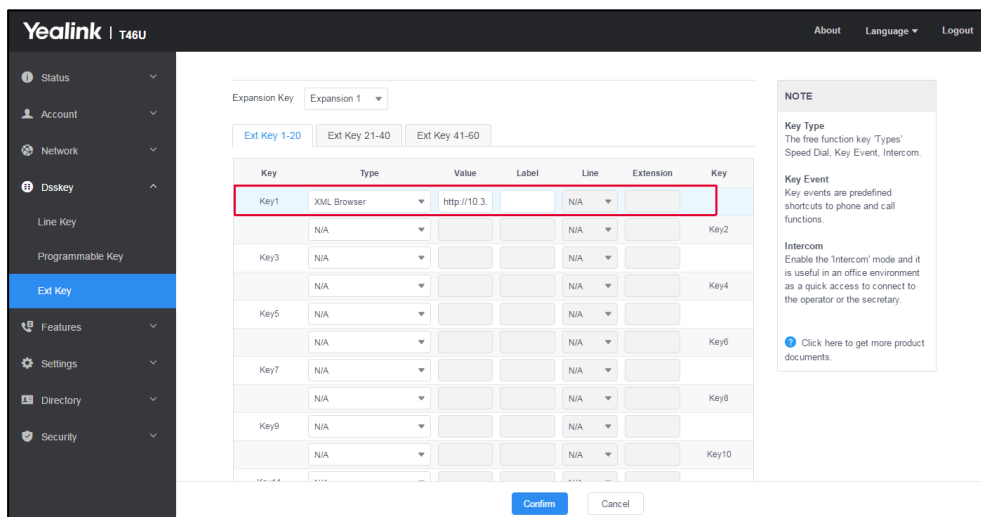 Yealink | T46U
About Language Logout
Status
Account
Network
Dsskey
Line Key
Programmable Key
Ext Key
Features
Settings
Directory
Security
Expansion Key Expansion 1
Ext Key 1-20 Ext Key 21-40 Ext Key 41-60
Key Type Value Label Line Extension Key
Key1 XML Browser http://10.3. N/A
N/A N/A Key2
Key3 N/A N/A
N/A N/A Key4
Key5 N/A N/A
N/A N/A Key6
Key7 N/A N/A
N/A N/A Key8
Key9 N/A N/A
N/A N/A Key10
Confirm Cancel
NOTE
Key Type
The free function key 'Types'
Speed Dial, Key Event, Intercom.
Key Event
Key events are predefined
shortcuts to phone and call
functions.
Intercom
Enable the 'Intercom' mode and it
is useful in an office environment
as a quick access to connect to
the operator or the secretary.
Click here to get more product
documents.